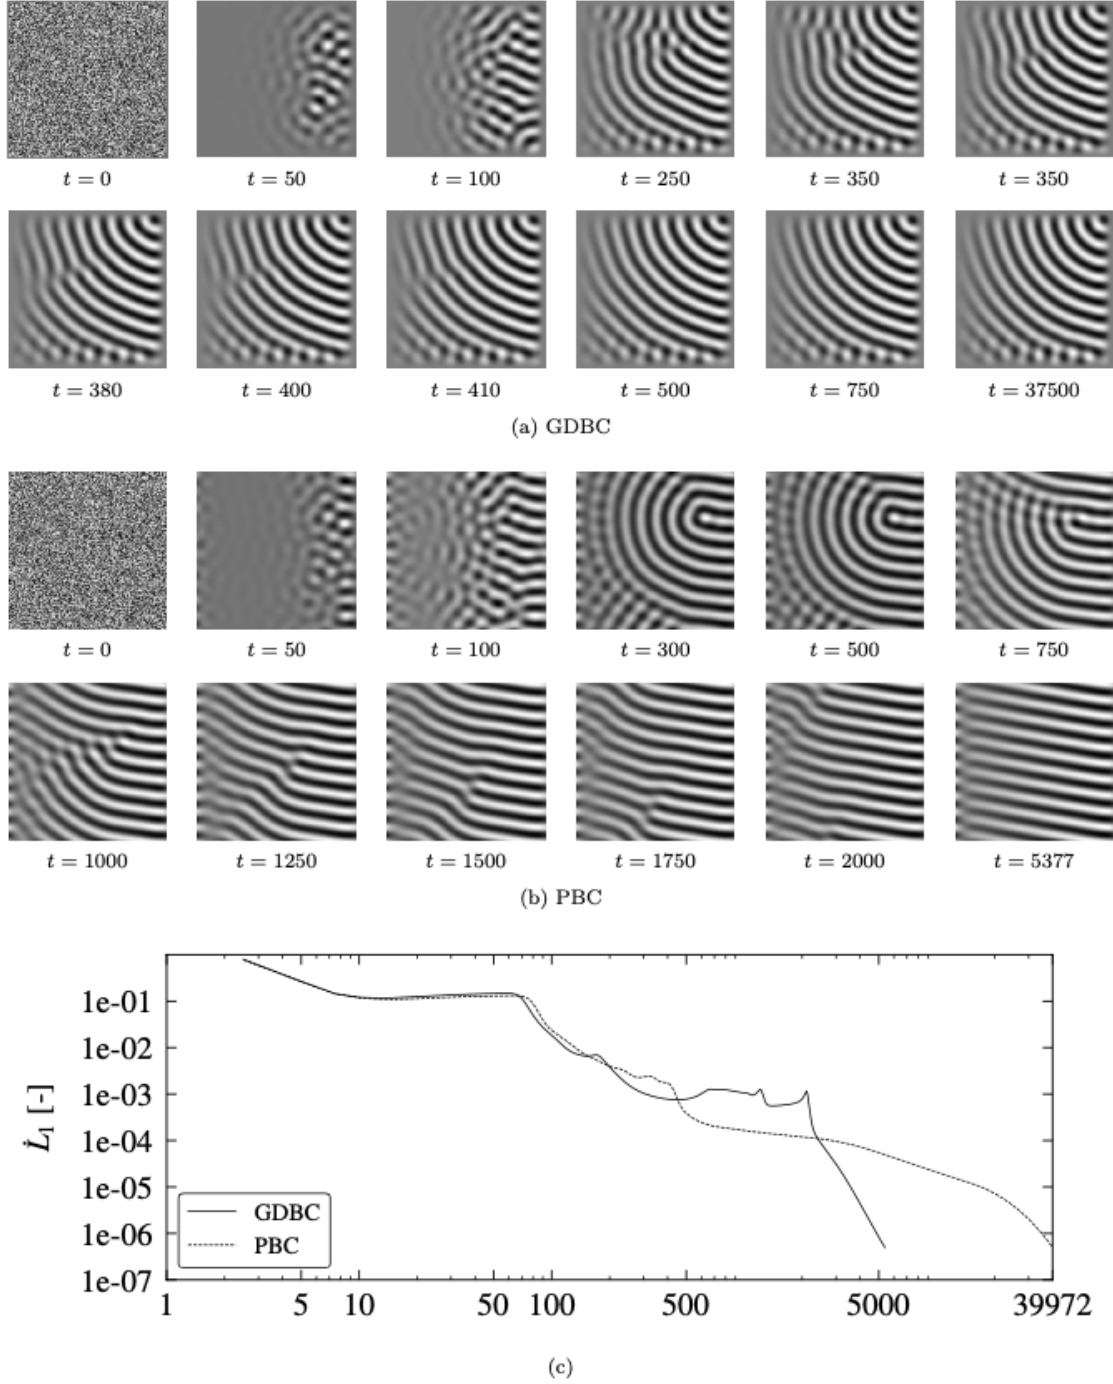 t = 0 t = 50 t = 100 t = 250 t = 350 t = 350
t = 380 t = 400 t = 410 t = 500 t = 750 t = 37500
(a) GDBC
t = 0 t = 50 t = 100 t = 300 t = 500 t = 750
t = 1000 t = 1250 t = 1500 t = 1750 t = 2000 t = 5377
(b) PBC
1e-01
1e-02
1e-03
1e-04
1e-05
1e-06
1e-07
L̇₁ [-]
GDBC
PBC
1 5 10 50 100 500 5000 39972
(c)